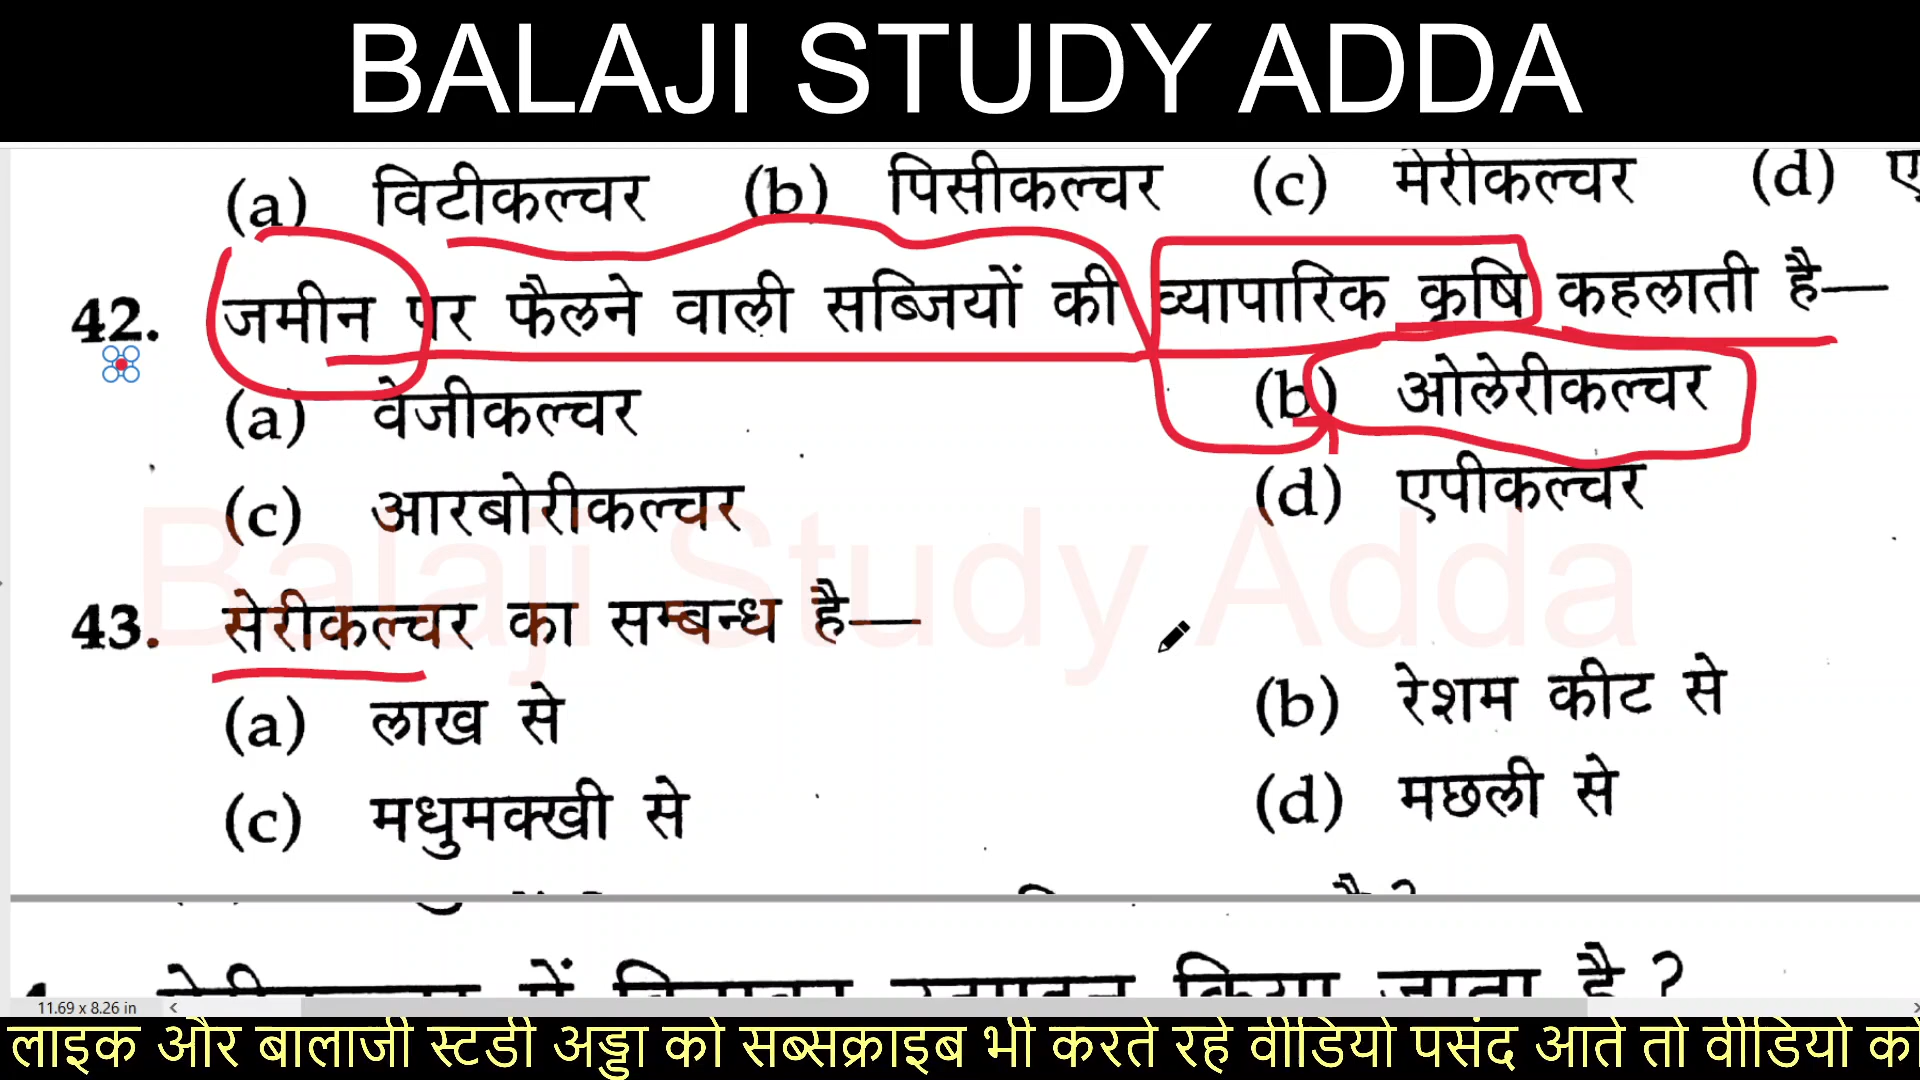 BALAJI STUDY ADDA
(a) विटीकल्चर (b) पिसीकल्चर (c) मेरीकल्चर (d)
42. जमीन पर फैलने वाली सब्जियों की व्यापारिक कृषि कहलाती है—
(a) वेजीकल्चर (b) ओलेरीकल्चर
(c) आरबोरीकल्चर (d) एपीकल्चर
Balaji Study Adda
43. सेरीकल्चर का सम्बन्ध है—
(a) लाख से (b) रेशम कीट से
(c) मधुमक्खी से (d) मछली से
में किया जाता है ?
11.69 x 8.26 in
लाइक और बालाजी स्टडी अड्डा को सब्सक्राइब भी करते रहे वीडियो पसंद आते तो वीडियो को